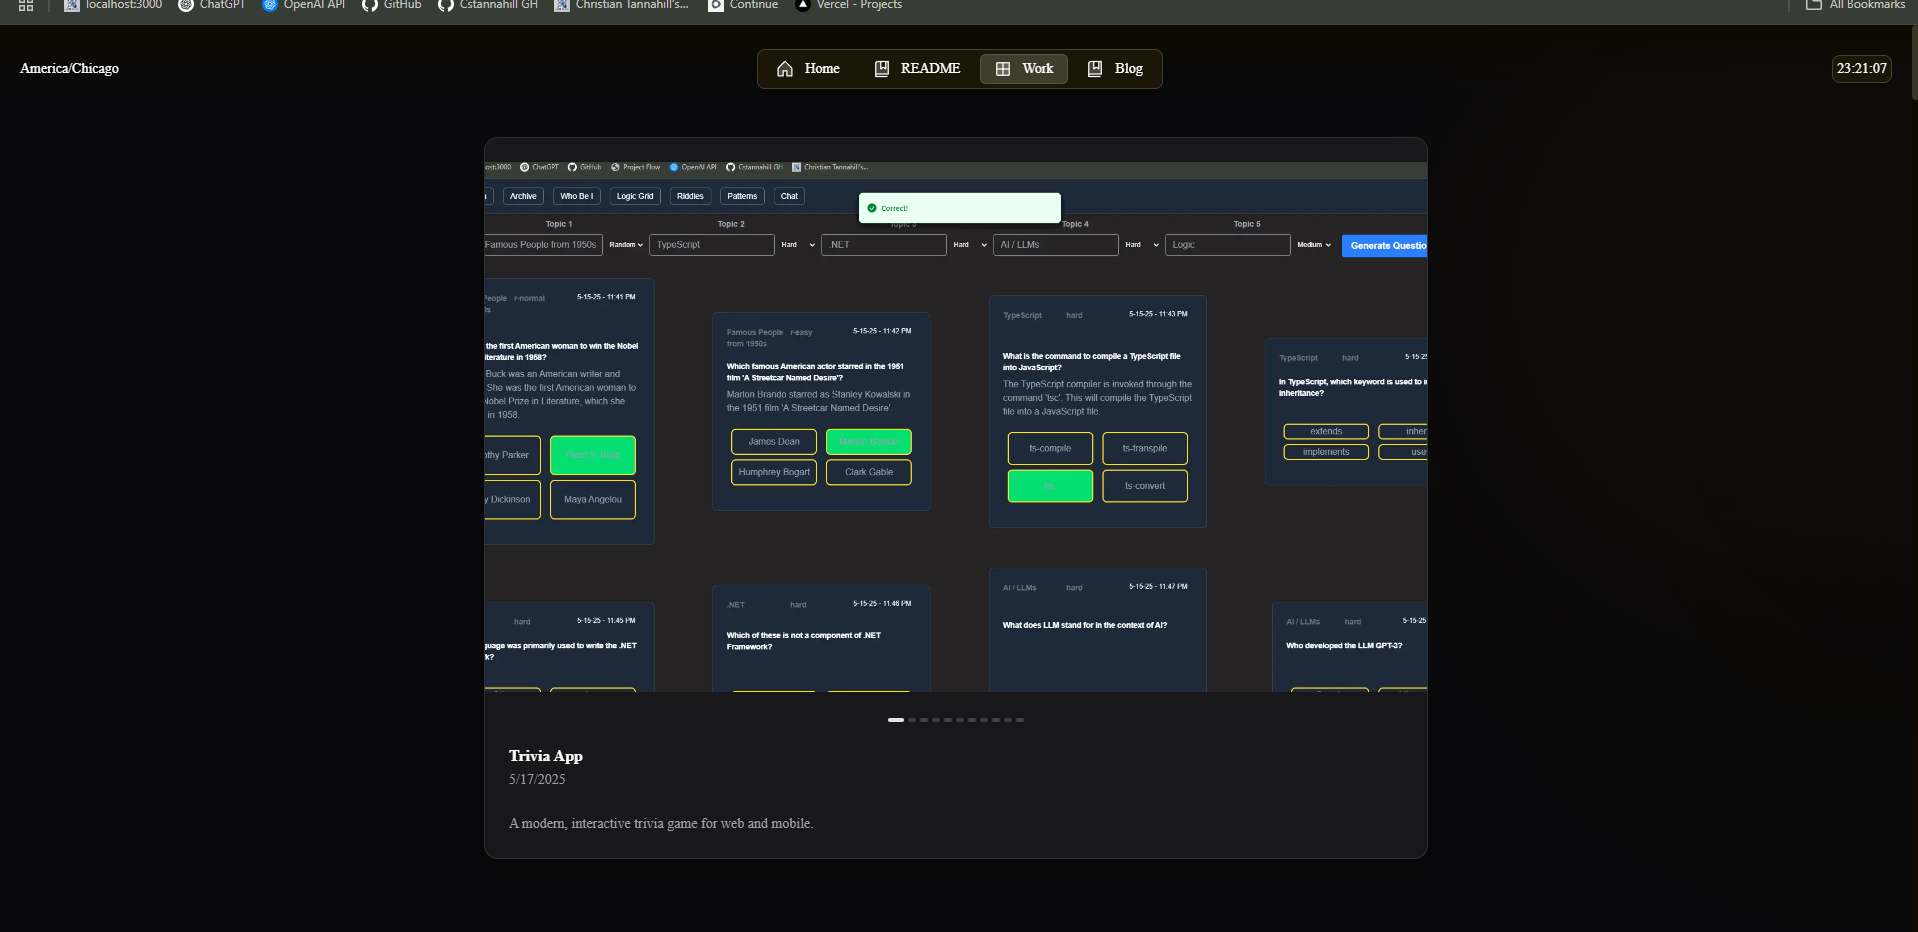 localhost:3000 ChatGPT OpenAI API GitHub Cstannahill GH Christian Tannahill's... Continue Vercel - Projects All Bookmarks
America/Chicago Home README Work Blog 23:21:07
ost:3000 ChatGPT GitHub Project Flow OpenAI API Cstannahill GH Christian Tannahill's...
Archive Who Be I Logic Grid Riddles Patterns Chat
Correct!
Topic 1 Topic 2 Topic 4 Topic 5
Famous People from 1950s Random TypeScript Hard .NET Hard AI / LLMs Hard Logic Medium Generate Questio
People r-normal 5-15-25 - 11:41 PM
the first American woman to win the Nobel
iterature in 1958?
Buck was an American writer and
She was the first American woman to
Nobel Prize in Literature, which she
in 1958.
othy Parker
y Dickinson Maya Angelou
Famous People r-easy 5-15-25 - 11:42 PM
from 1950s
Which famous American actor starred in the 1951
film 'A Streetcar Named Desire'?
Marlon Brando starred as Stanley Kowalski in
the 1951 film 'A Streetcar Named Desire'.
James Dean Marlon Brando
Humphrey Bogart Clark Gable
TypeScript hard 5-15-25 - 11:43 PM
What is the command to compile a TypeScript file
into JavaScript?
The TypeScript compiler is invoked through the
command 'tsc'. This will compile the TypeScript
file into a JavaScript file.
ts-compile ts-transpile
ts-convert
TypeScript hard 5-15-25
In TypeScript, which keyword is used to i
inheritance?
extends inher
implements use
hard 5-15-25 - 11:45 PM
guage was primarily used to write the .NET
k?
.NET hard 5-15-25 - 11:46 PM
Which of these is not a component of .NET
Framework?
AI / LLMs hard 5-15-25 - 11:47 PM
What does LLM stand for in the context of AI?
AI / LLMs hard 5-15-25
Who developed the LLM GPT-3?
Trivia App
5/17/2025
A modern, interactive trivia game for web and mobile.